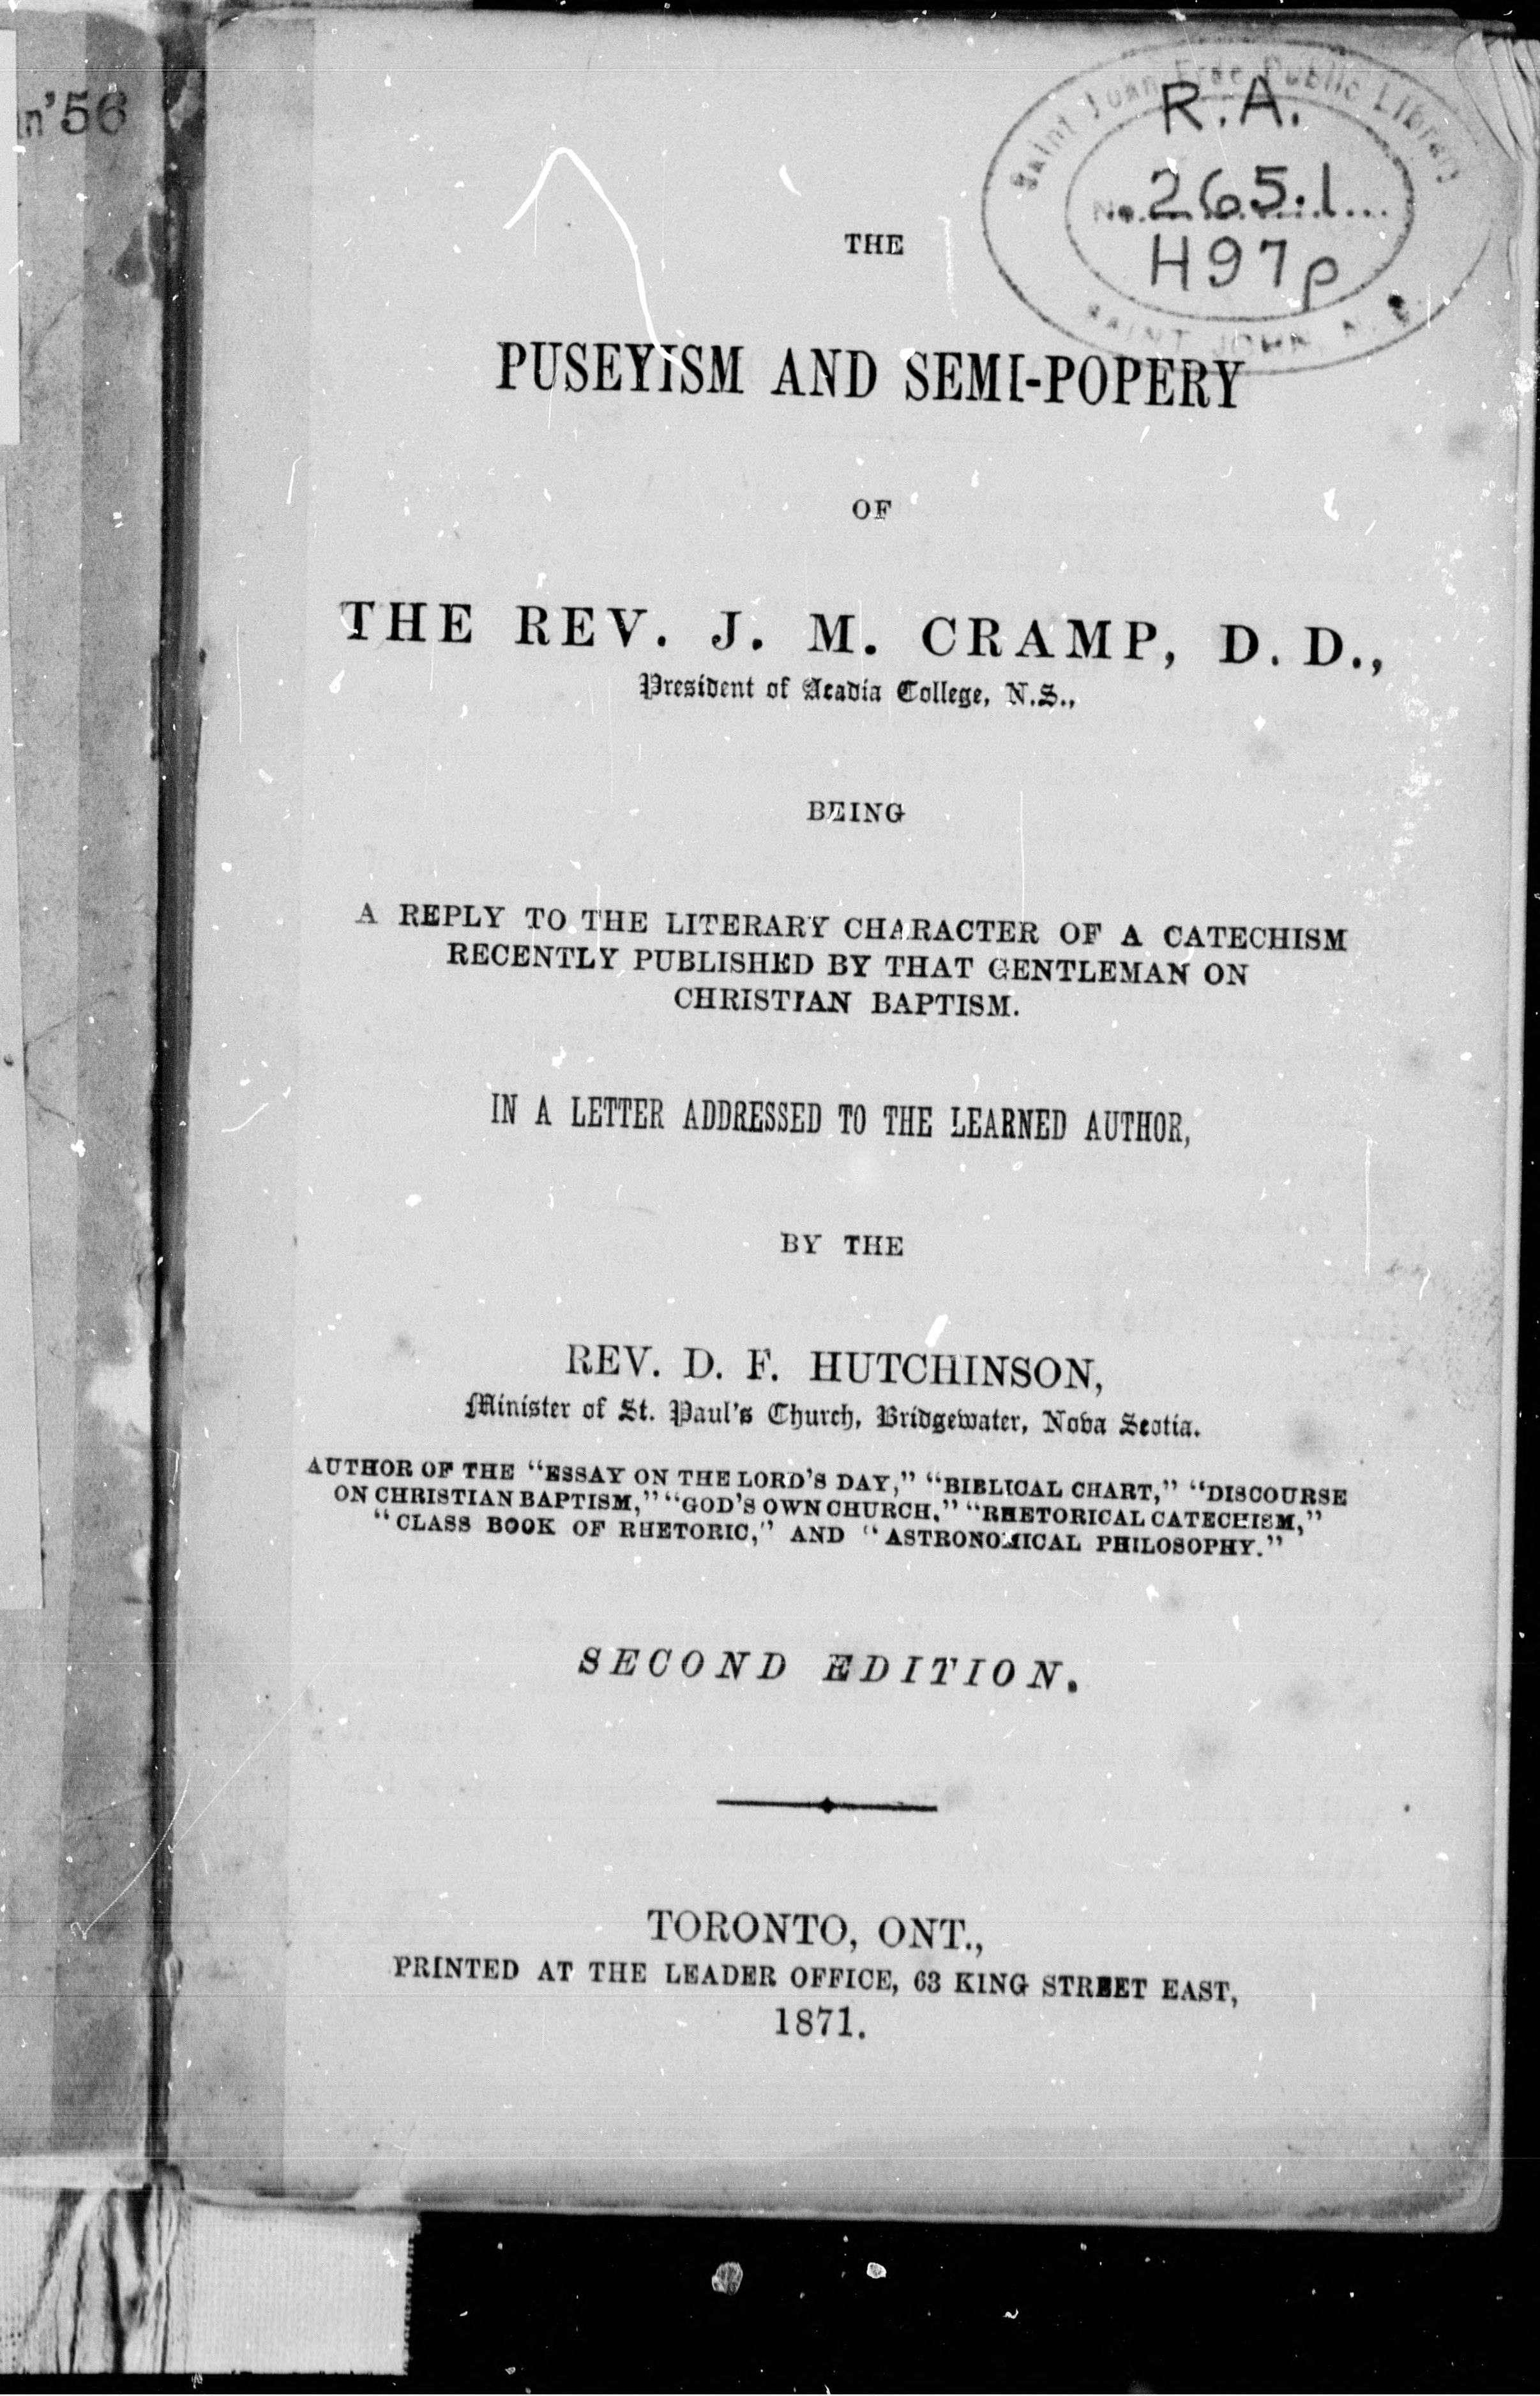 n'56
Saint John Free Public Library
R.A.
No. 265.1
H97p
SAINT JOHN, N. B.
THE
PUSEYISM AND SEMI-POPERY
OF
THE REV. J. M. CRAMP, D. D.,
President of Acadia College, N.S.,
BEING
A REPLY TO THE LITERARY CHARACTER OF A CATECHISM
RECENTLY PUBLISHED BY THAT GENTLEMAN ON
CHRISTIAN BAPTISM.
IN A LETTER ADDRESSED TO THE LEARNED AUTHOR,
BY THE
REV. D. F. HUTCHINSON,
Minister of St. Paul's Church, Bridgewater, Nova Scotia.
AUTHOR OF THE "ESSAY ON THE LORD'S DAY," "BIBLICAL CHART," "DISCOURSE
ON CHRISTIAN BAPTISM," "GOD'S OWN CHURCH," "RHETORICAL CATECHISM,"
"CLASS BOOK OF RHETORIC," AND "ASTRONOMICAL PHILOSOPHY."
SECOND EDITION.
TORONTO, ONT.,
PRINTED AT THE LEADER OFFICE, 63 KING STREET EAST,
1871.